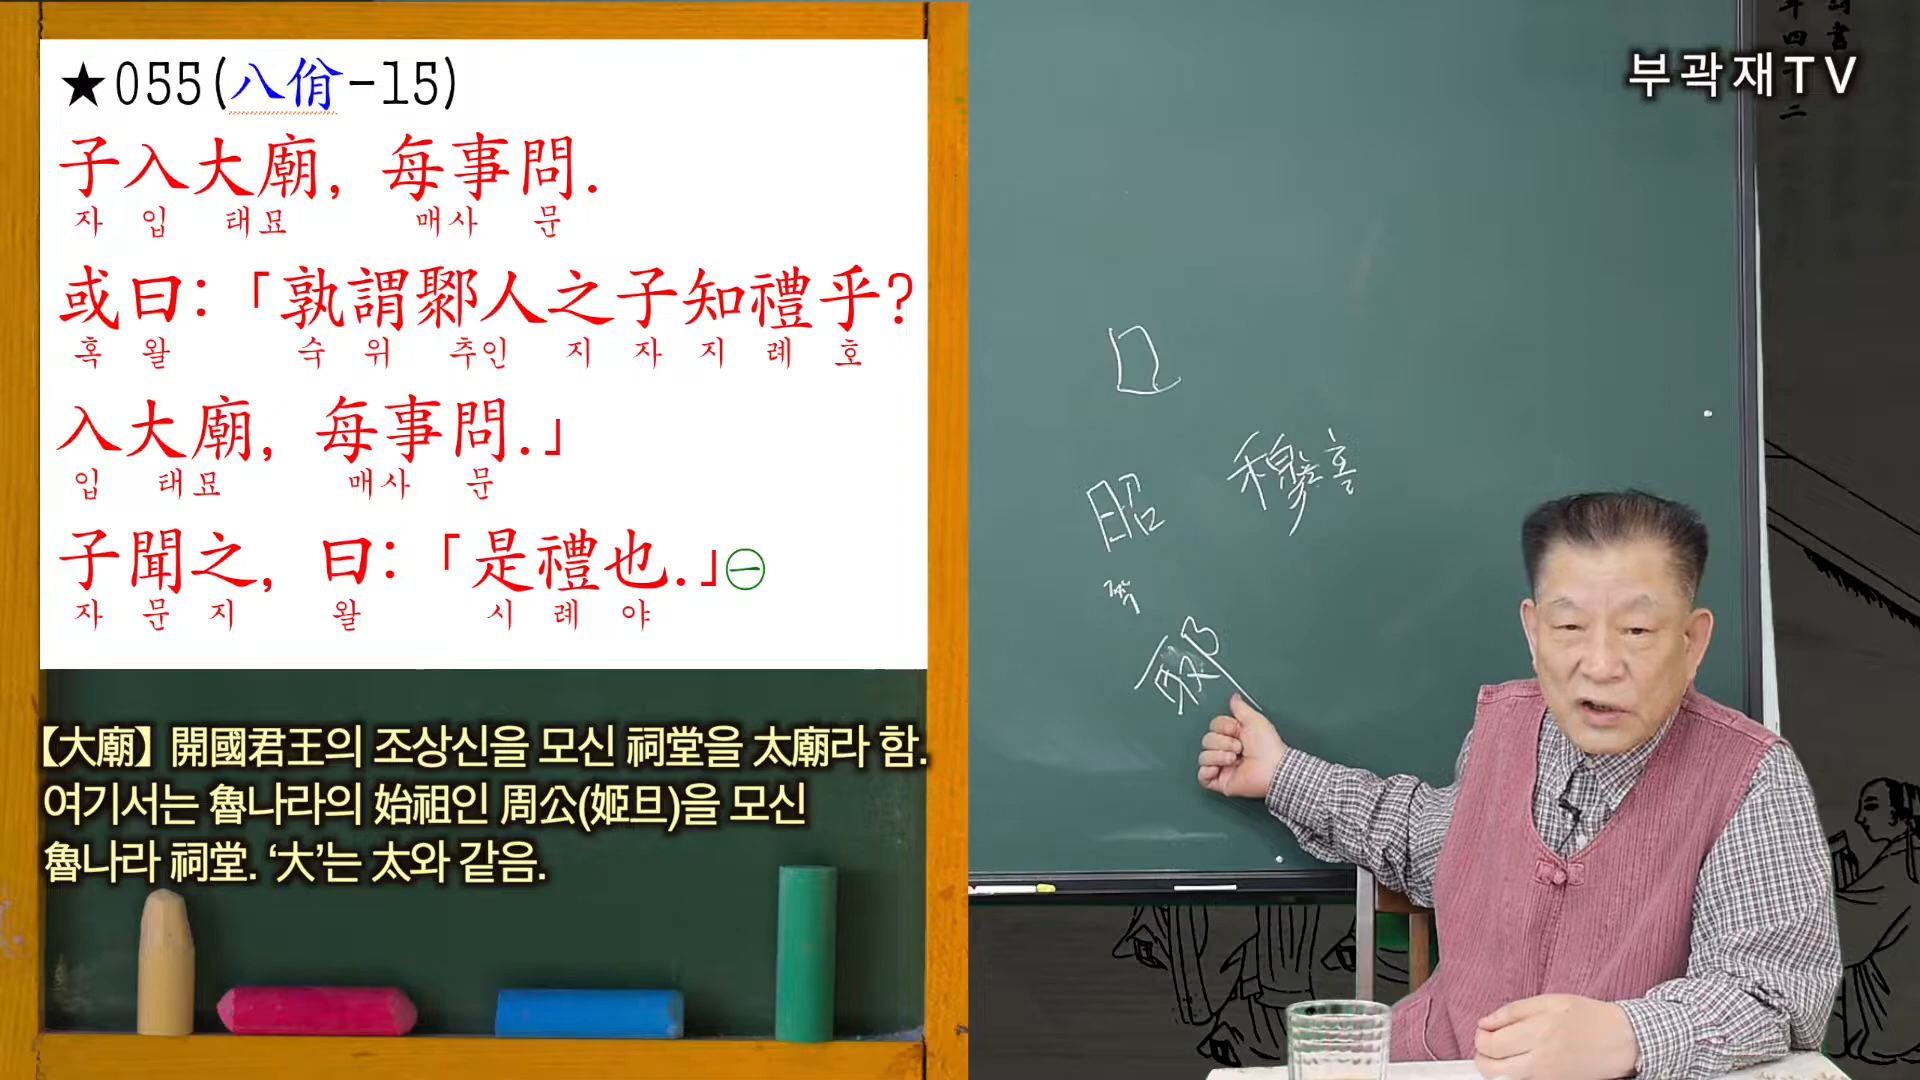 ★055(八佾-15)
子入大廟, 每事問.
자 입 태묘 매사 문
或曰:「孰謂鄹人之子知禮乎?
혹 왈 숙 위 추인 지 자 지 례 호
入大廟, 每事問.」
입 태묘 매사 문
子聞之, 曰:「是禮也.」㊀
자 문 지 왈 시 례 야
【大廟】開國君王의 조상신을 모신 祠堂을 太廟라 함.
여기서는 魯나라의 始祖인 周公(姬旦)을 모신
魯나라 祠堂. ‘大’는 太와 같음.
부곽재TV
昭 穆